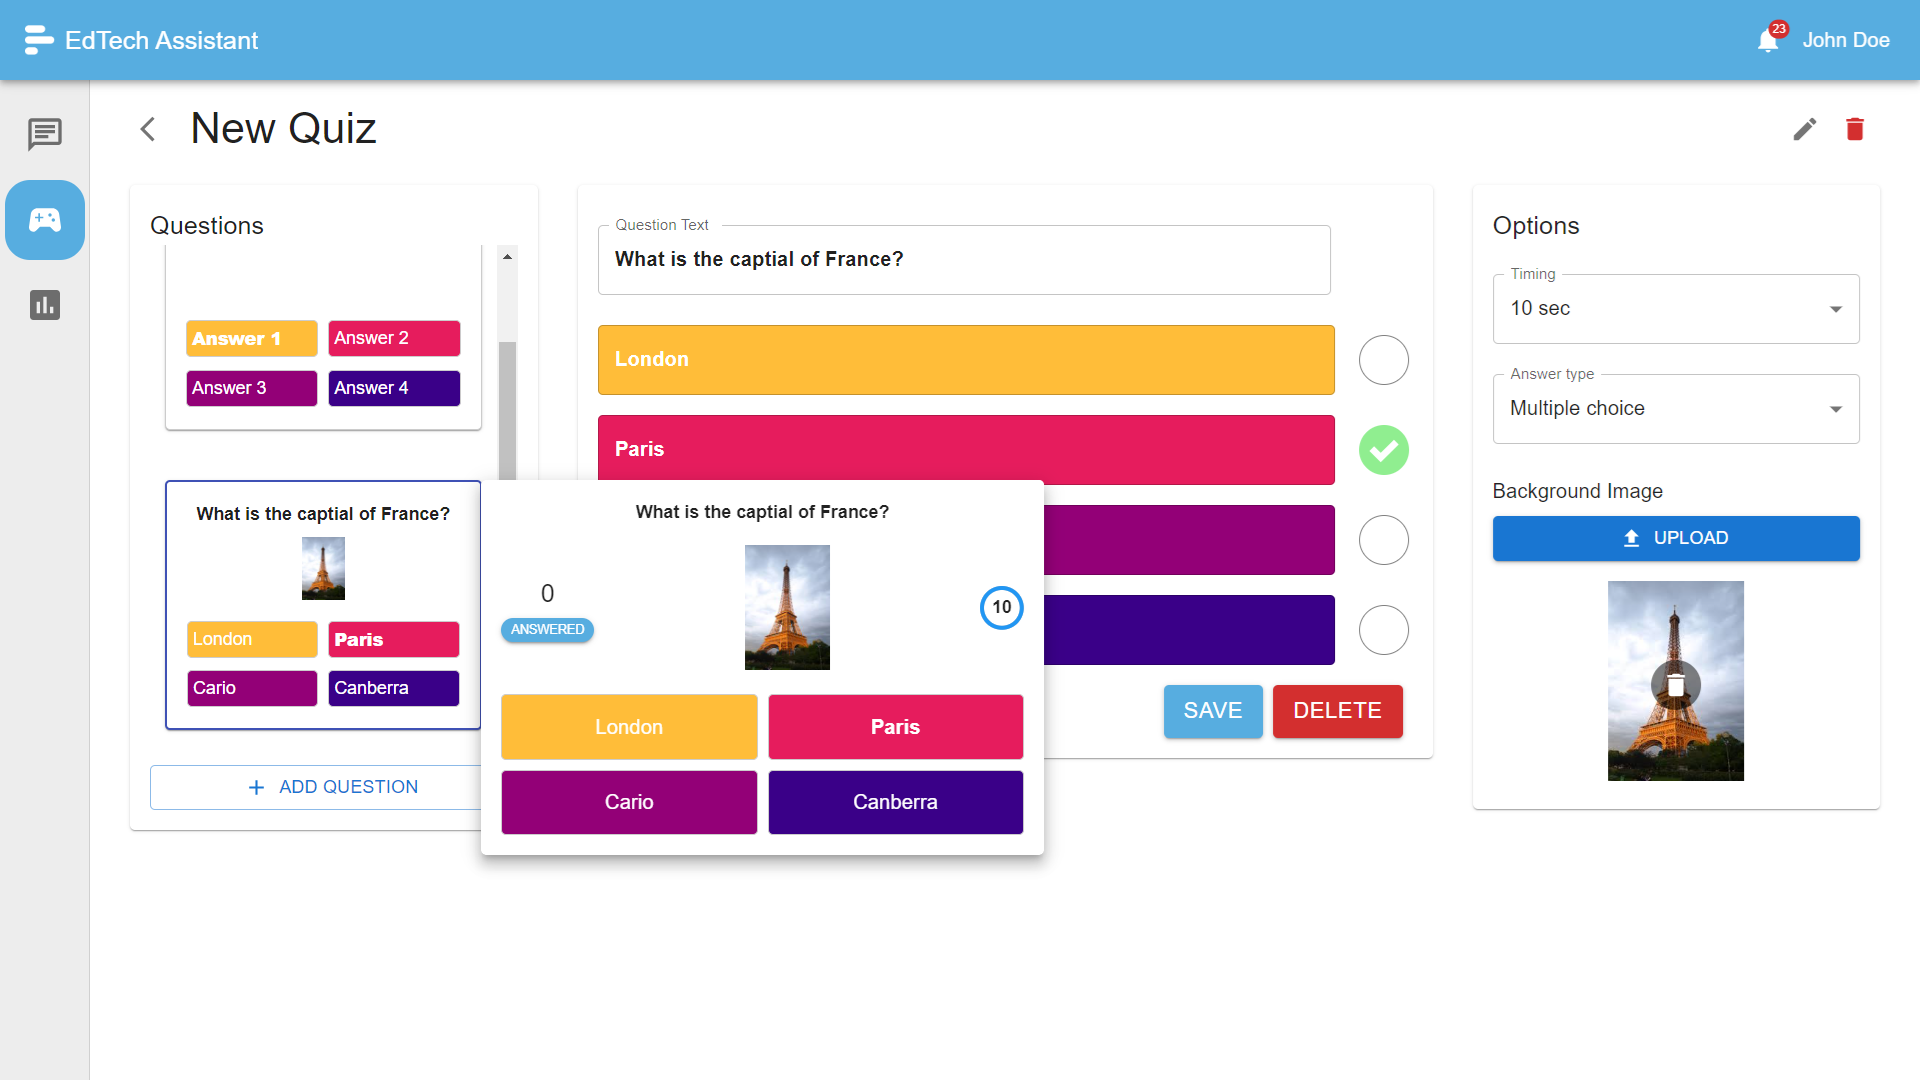 EdTech Assistant
23
John Doe
New Quiz
Questions
Answer 1
Answer 2
Answer 3
Answer 4
What is the captial of France?
London
Paris
Cario
Canberra
+ ADD QUESTION
Question Text
What is the captial of France?
London
Paris
What is the captial of France?
0
ANSWERED
10
London
Paris
Cario
Canberra
SAVE
DELETE
Options
Timing
10 sec
Answer type
Multiple choice
Background Image
UPLOAD